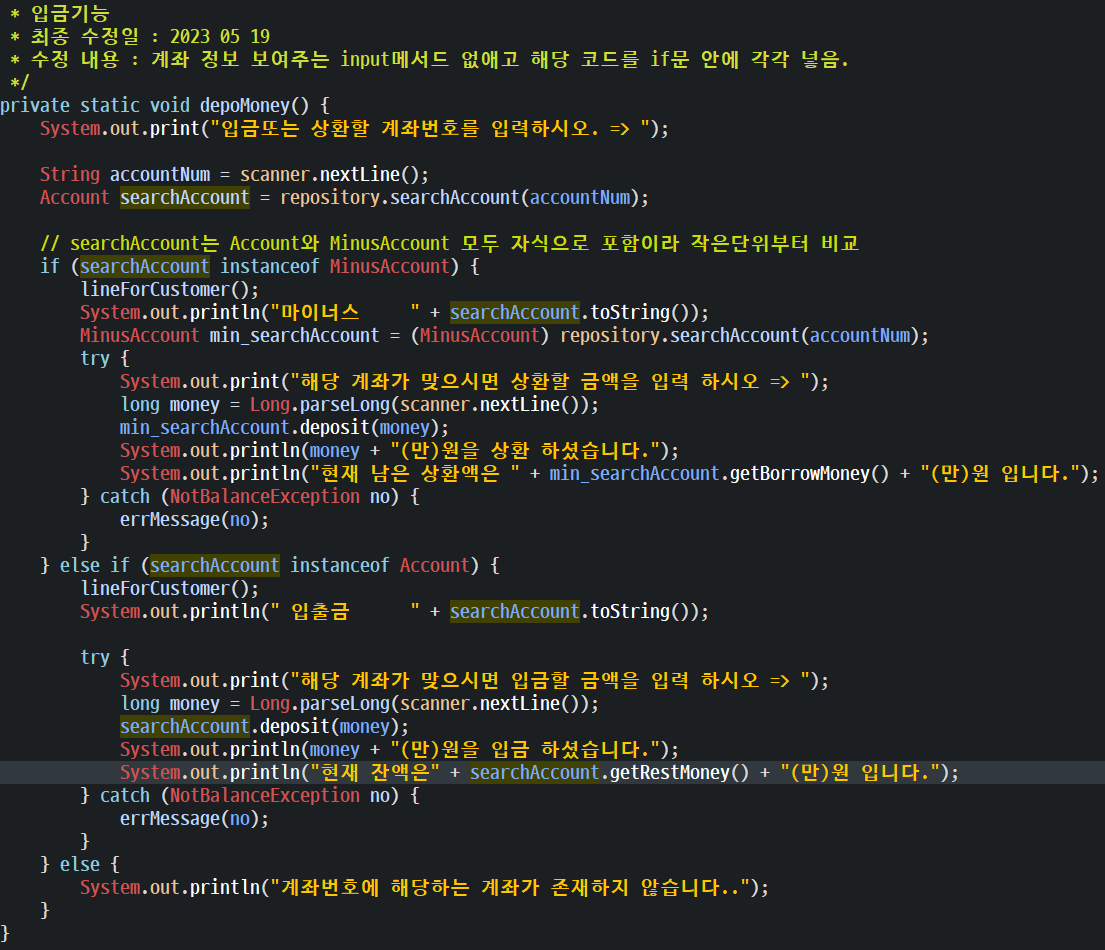 * 입금기능
* 최종 수정일 : 2023 05 19
* 수정 내용 : 계좌 정보 보여주는 input메서드 없애고 해당 코드를 if문 안에 각각 넣음.
*/
private static void depoMoney() {
System.out.print("입금또는 상환할 계좌번호를 입력하시오. => ");
String accountNum = scanner.nextLine();
Account searchAccount = repository.searchAccount(accountNum);
// searchAccount는 Account와 MinusAccount 모두 자식으로 포함이라 작은단위부터 비교
if (searchAccount instanceof MinusAccount) {
lineForCustomer();
System.out.println("마이너스     " + searchAccount.toString());
MinusAccount min_searchAccount = (MinusAccount) repository.searchAccount(accountNum);
try {
System.out.print("해당 계좌가 맞으시면 상환할 금액을 입력 하시오 => ");
long money = Long.parseLong(scanner.nextLine());
min_searchAccount.deposit(money);
System.out.println(money + "(만)원을 상환 하셨습니다.");
System.out.println("현재 남은 상환액은 " + min_searchAccount.getBorrowMoney() + "(만)원 입니다.");
} catch (NotBalanceException no) {
errMessage(no);
}
} else if (searchAccount instanceof Account) {
lineForCustomer();
System.out.println(" 입출금      " + searchAccount.toString());
try {
System.out.print("해당 계좌가 맞으시면 입금할 금액을 입력 하시오 => ");
long money = Long.parseLong(scanner.nextLine());
searchAccount.deposit(money);
System.out.println(money + "(만)원을 입금 하셨습니다.");
System.out.println("현재 잔액은" + searchAccount.getRestMoney() + "(만)원 입니다.");
} catch (NotBalanceException no) {
errMessage(no);
}
} else {
System.out.println("계좌번호에 해당하는 계좌가 존재하지 않습니다..");
}
}